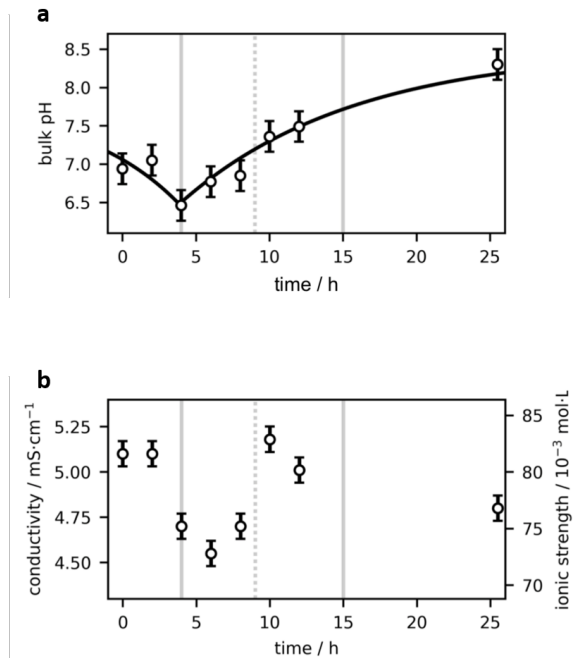 a
8.5
8.0
7.5
7.0
6.5
bulk pH
0 5 10 15 20 25
time / h
b
5.25
5.00
4.75
4.50
conductivity / mS·cm⁻¹
85
80
75
70
ionic strength / 10⁻³ mol·L
0 5 10 15 20 25
time / h